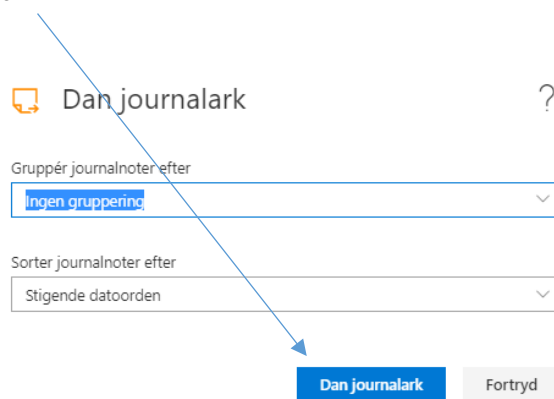 Dan journalark
?
Gruppér journalnoter efter
Ingen gruppering
Sorter journalnoter efter
Stigende datoorden
Dan journalark Fortryd